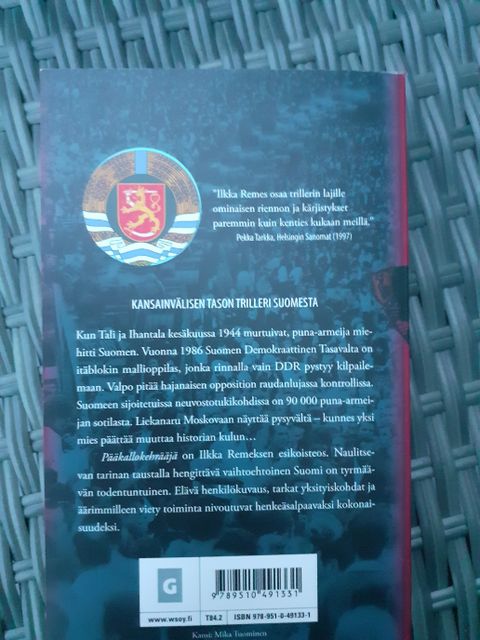 "Ilkka Remes osaa trillerin lajille
ominaisen riennon ja kärjistykset
paremmin kuin kenties kukaan meillä."
Pekka Tarkka, Helsingin Sanomat (1997)
KANSAINVÄLISEN TASON TRILLERI SUOMESTA
Kun Tali ja Ihantala kesäkuussa 1944 murtuivat, puna-armeija mie-
hitti Suomen. Vuonna 1986 Suomen Demokraattinen Tasavalta on
itäblokin mallioppilas, jonka rinnalla vain DDR pystyy kilpaile-
maan. Valpo pitää hajanaisen opposition raudanlujassa kontrollissa.
Suomeen sijoitetuissa neuvostotukikohdissa on 90 000 puna-armei-
jan sotilasta. Liekanaru Moskovaan näyttää pysyvältä – kunnes yksi
mies päättää muuttaa historian kulun...
Pääkallokehrääjä on Ilkka Remeksen esikoisteos. Naulitse-
van tarinan taustalla hengittävä vaihtoehtoinen Suomi on tyrmää-
vän todentuntuinen. Elävä henkilökuvaus, tarkat yksityiskohdat ja
äärimmilleen viety toiminta nivoutuvat henkeäsalpaavaksi kokonai-
suudeksi.
G
9789510491331
www.wsoy.fi T84.2 ISBN 978-951-0-49133-1
Kansi: Mika Tuominen